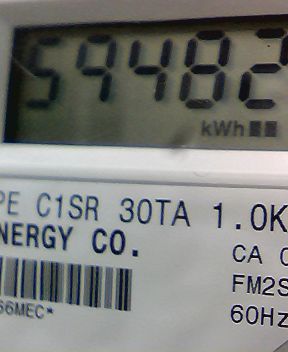 59482
kWh
PE C1SR 30TA 1.0K
NERGY CO.
CA
FM2S
66MEC*
60Hz